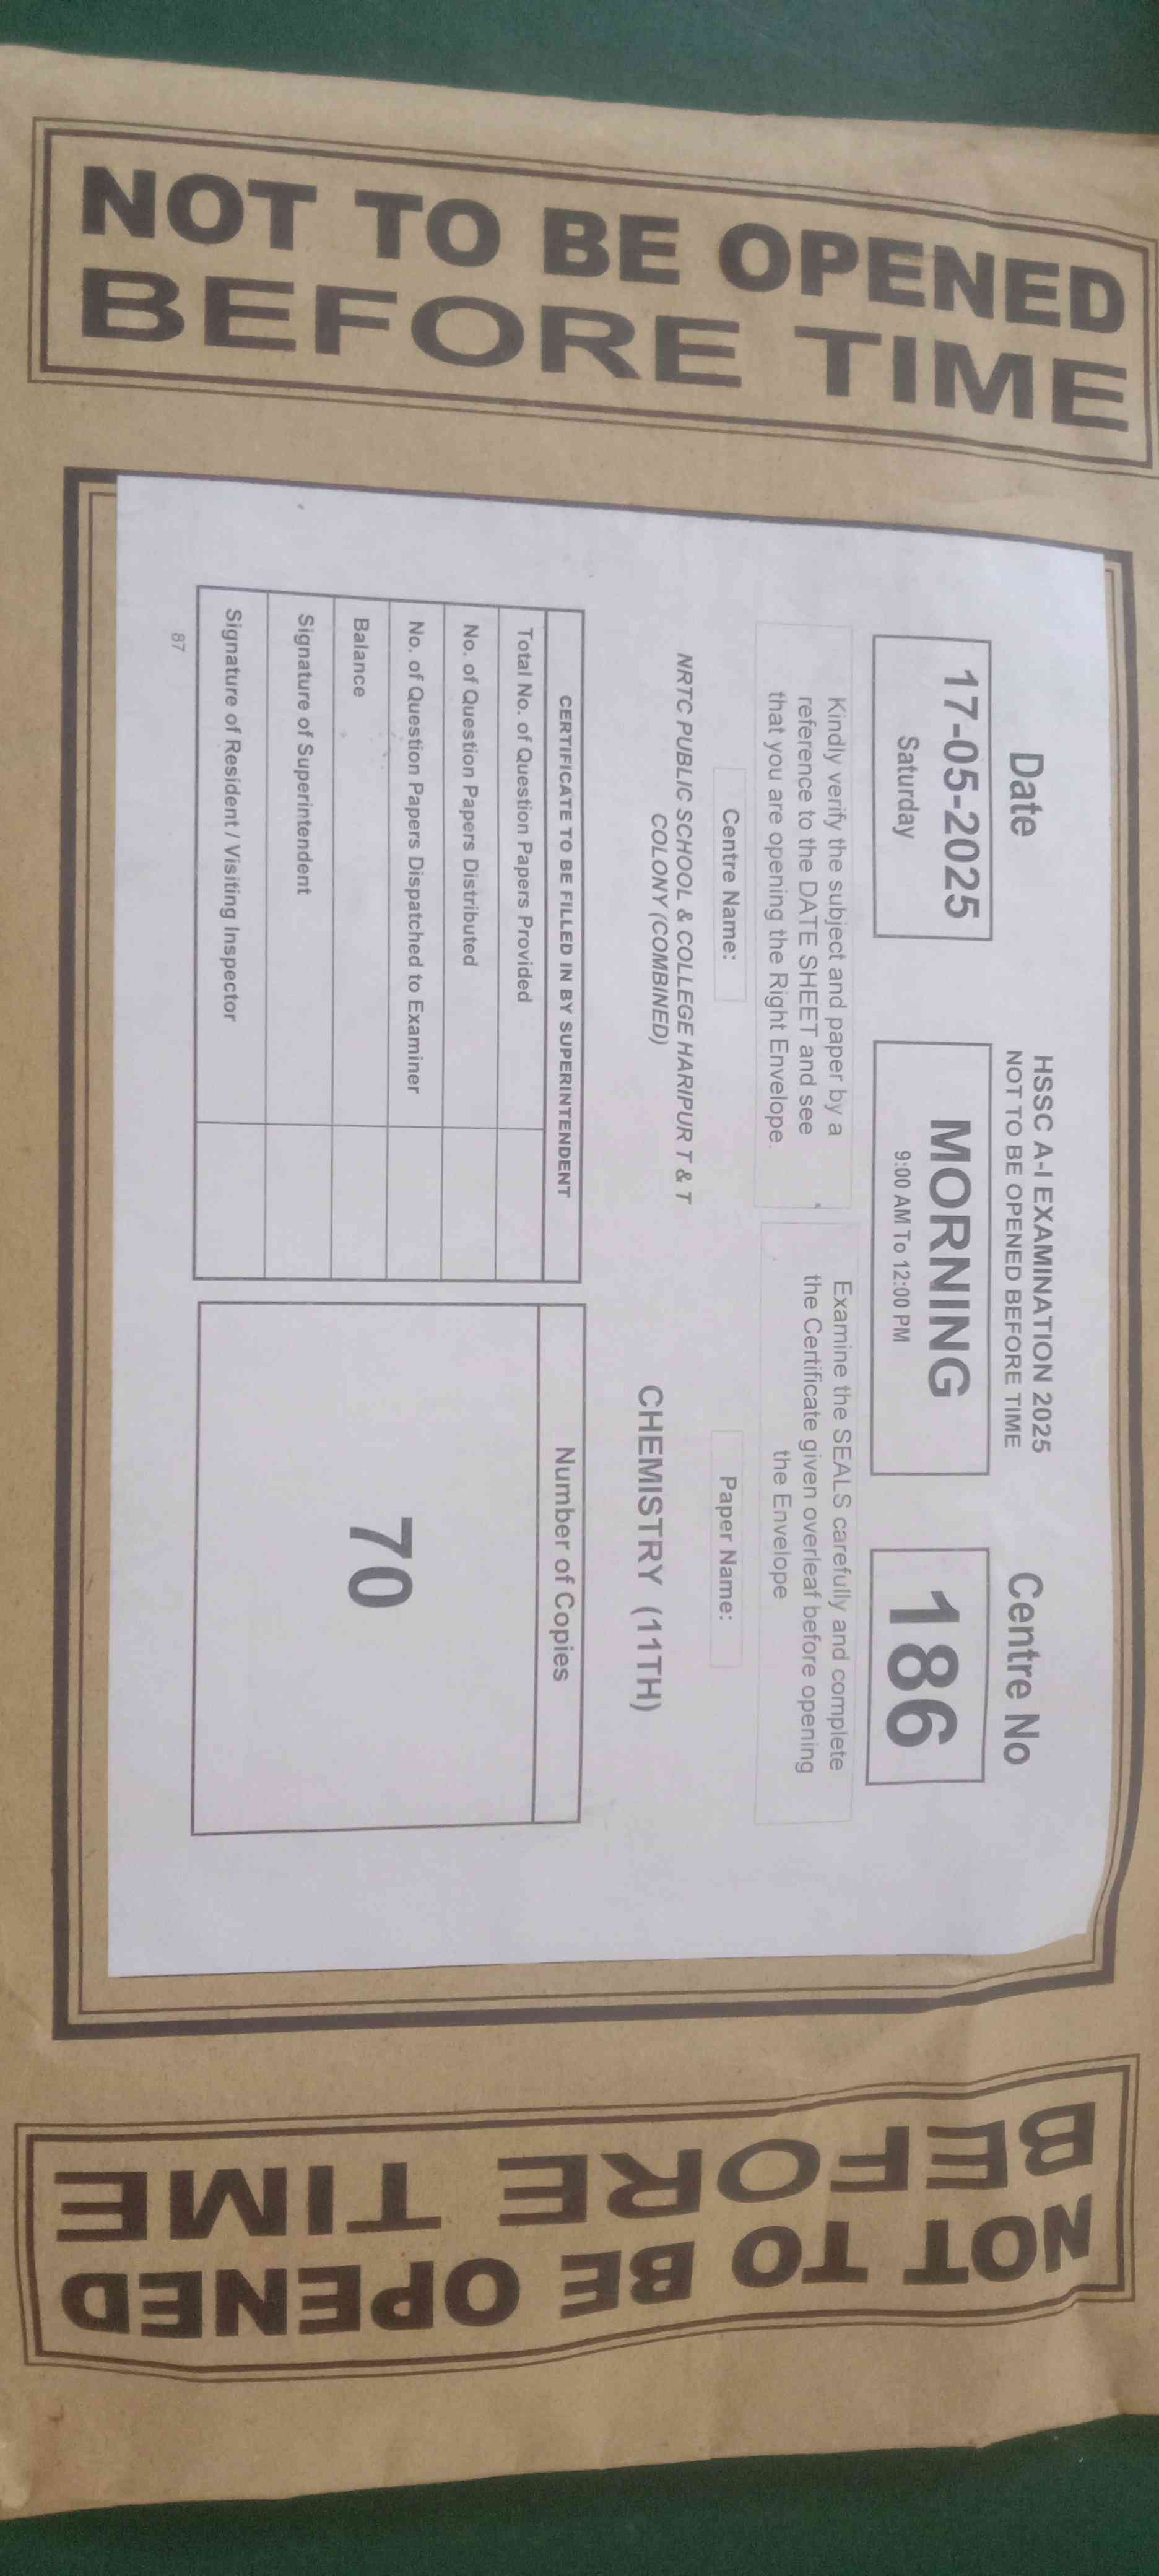 NOT TO BE OPENED
BEFORE TIME
HSSC A-I EXAMINATION 2025
NOT TO BE OPENED BEFORE TIME
Date
17-05-2025
Saturday
MORNING
9:00 AM To 12:00 PM
Centre No
186
Kindly verify the subject and paper by a
reference to the DATE SHEET and see
that you are opening the Right Envelope.
Examine the SEALS carefully and complete
the Certificate given overleaf before opening
the Envelope
Centre Name:
NRTC PUBLIC SCHOOL & COLLEGE HARIPUR T & T
COLONY (COMBINED)
Paper Name:
CHEMISTRY (11TH)
CERTIFICATE TO BE FILLED IN BY SUPERINTENDENT
Total No. of Question Papers Provided
No. of Question Papers Distributed
No. of Question Papers Dispatched to Examiner
Balance
Signature of Superintendent
Signature of Resident / Visiting Inspector
Number of Copies
70
87
NOT TO BE OPENED
BEFORE TIME